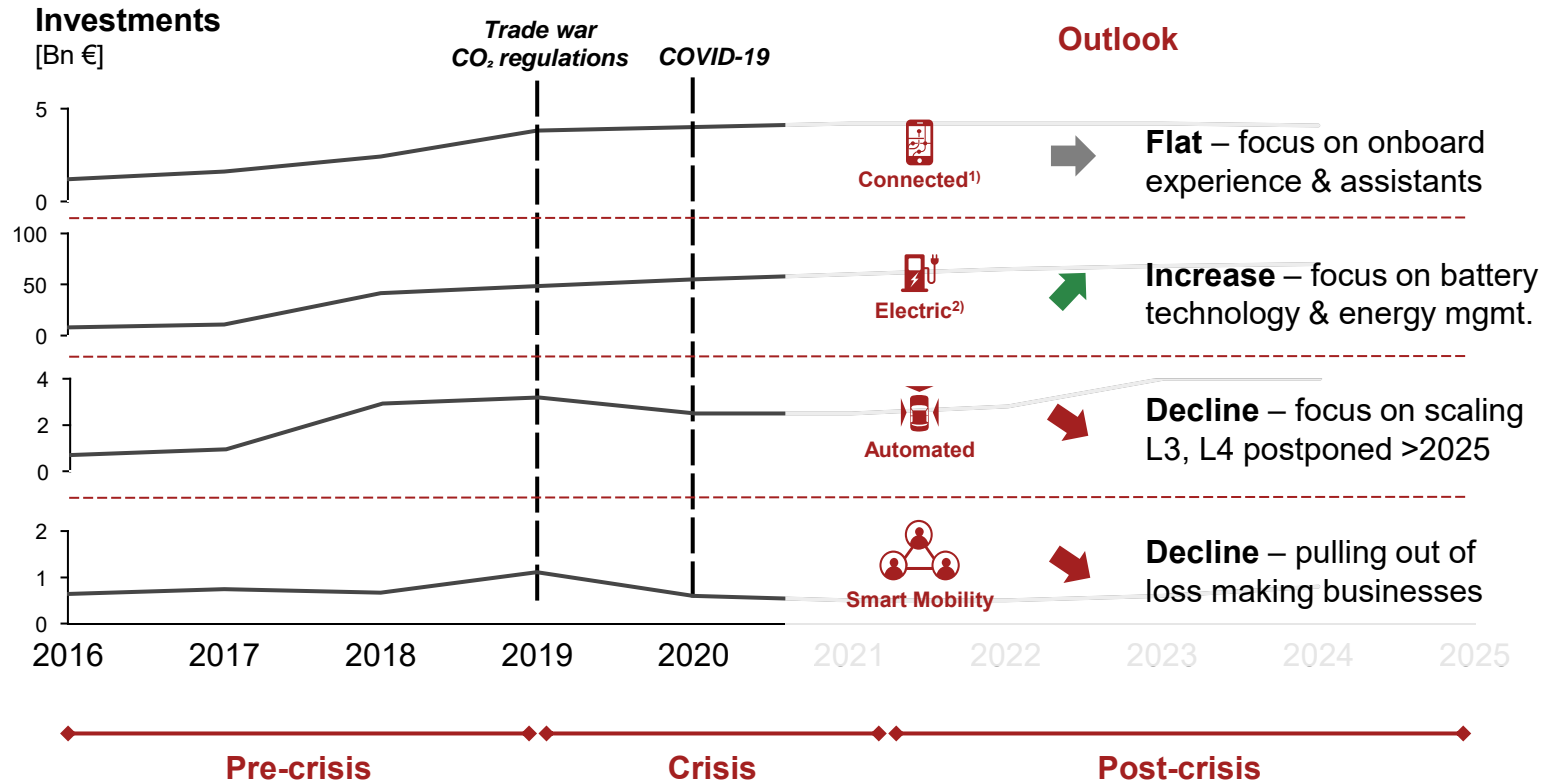 Investments
[Bn €]
Trade war
CO₂ regulations
COVID-19
Outlook
5
0
Connected¹⁾
Flat – focus on onboard
experience & assistants
100
50
0
Electric²⁾
Increase – focus on battery
technology & energy mgmt.
4
2
0
Automated
Decline – focus on scaling
L3, L4 postponed >2025
2
1
0
Smart Mobility
Decline – pulling out of
loss making businesses
2016 2017 2018 2019 2020 2021 2022 2023 2024 2025
Pre-crisis Crisis Post-crisis